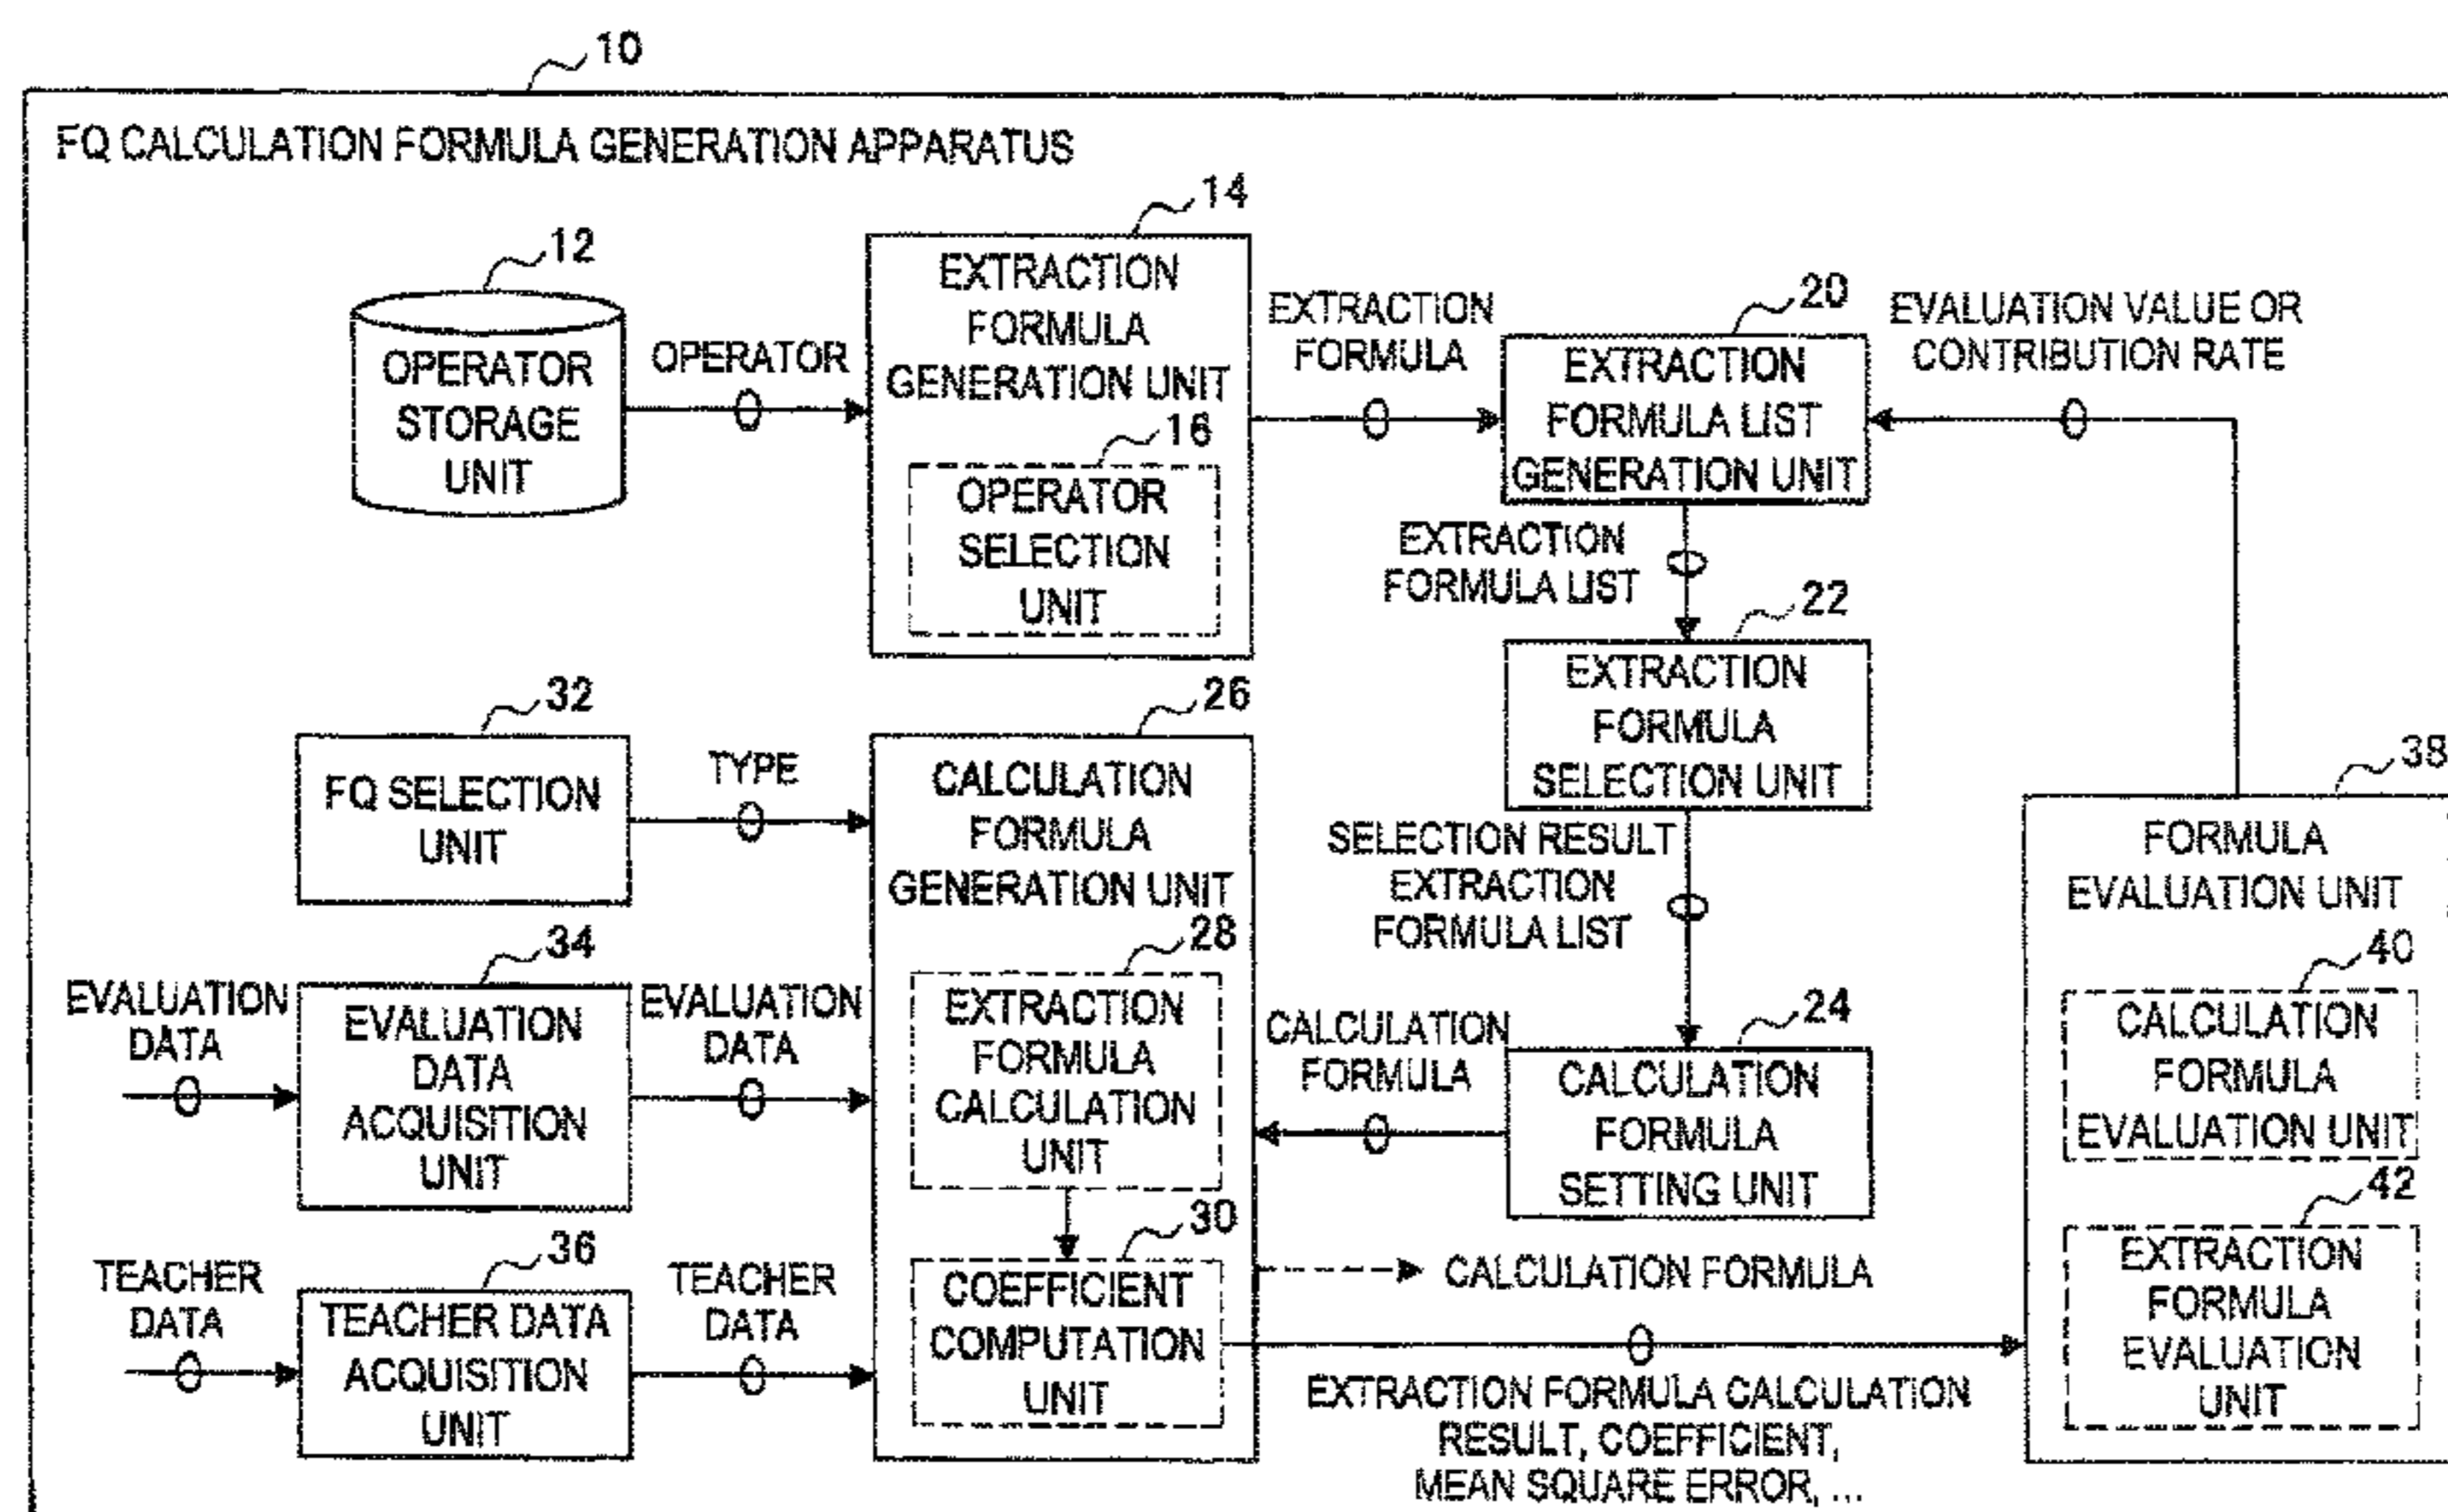 10
FQ CALCULATION FORMULA GENERATION APPARATUS
12
OPERATOR
STORAGE
UNIT
OPERATOR
14
EXTRACTION
FORMULA
GENERATION UNIT
16
OPERATOR
SELECTION
UNIT
EXTRACTION
FORMULA
20
EXTRACTION
FORMULA LIST
GENERATION UNIT
EVALUATION VALUE OR
CONTRIBUTION RATE
EXTRACTION
FORMULA LIST
22
EXTRACTION
FORMULA
SELECTION UNIT
SELECTION RESULT
EXTRACTION
FORMULA LIST
32
FQ SELECTION
UNIT
TYPE
26
CALCULATION
FORMULA
GENERATION UNIT
28
EXTRACTION
FORMULA
CALCULATION
UNIT
30
COEFFICIENT
COMPUTATION
UNIT
EVALUATION
DATA
34
EVALUATION
DATA
ACQUISITION
UNIT
EVALUATION
DATA
TEACHER
DATA
36
TEACHER DATA
ACQUISITION
UNIT
TEACHER
DATA
CALCULATION
FORMULA
24
CALCULATION
FORMULA
SETTING UNIT
CALCULATION FORMULA
EXTRACTION FORMULA CALCULATION
RESULT, COEFFICIENT,
MEAN SQUARE ERROR, ...
38
FORMULA
EVALUATION UNIT
40
CALCULATION
FORMULA
EVALUATION UNIT
42
EXTRACTION
FORMULA
EVALUATION
UNIT